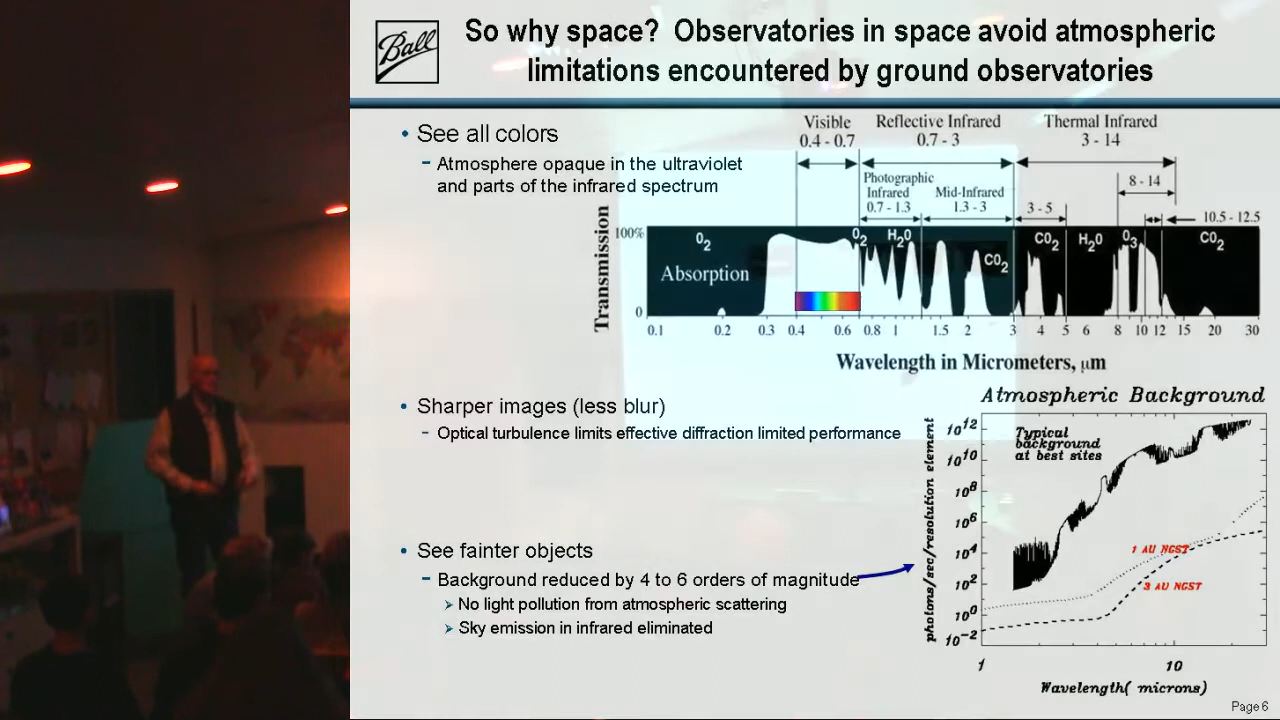 Ball
So why space? Observatories in space avoid atmospheric
limitations encountered by ground observatories
• See all colors
– Atmosphere opaque in the ultraviolet
and parts of the infrared spectrum
Visible
0.4 - 0.7
Reflective Infrared
0.7 - 3
Thermal Infrared
3 - 14
Photographic
Infrared
0.7 - 1.3
Mid-Infrared
1.3 - 3
3 - 5
8 - 14
10.5 - 12.5
Transmission
100%
0
O2
Absorption
O2
H2O
CO2
CO2
H2O
O3
CO2
0.1 0.2 0.3 0.4 0.6 0.8 1 1.5 2 3 4 5 6 8 10 12 15 20 30
Wavelength in Micrometers, μm
• Sharper images (less blur)
– Optical turbulence limits effective diffraction limited performance
• See fainter objects
– Background reduced by 4 to 6 orders of magnitude
➢ No light pollution from atmospheric scattering
➢ Sky emission in infrared eliminated
Atmospheric Background
photons/sec/resolution element
10^12
10^10
10^8
10^6
10^4
10^2
10^0
10^-2
Typical
background
at best sites
1 AU NGST
3 AU NGST
1 10
Wavelength( microns)
Page 6